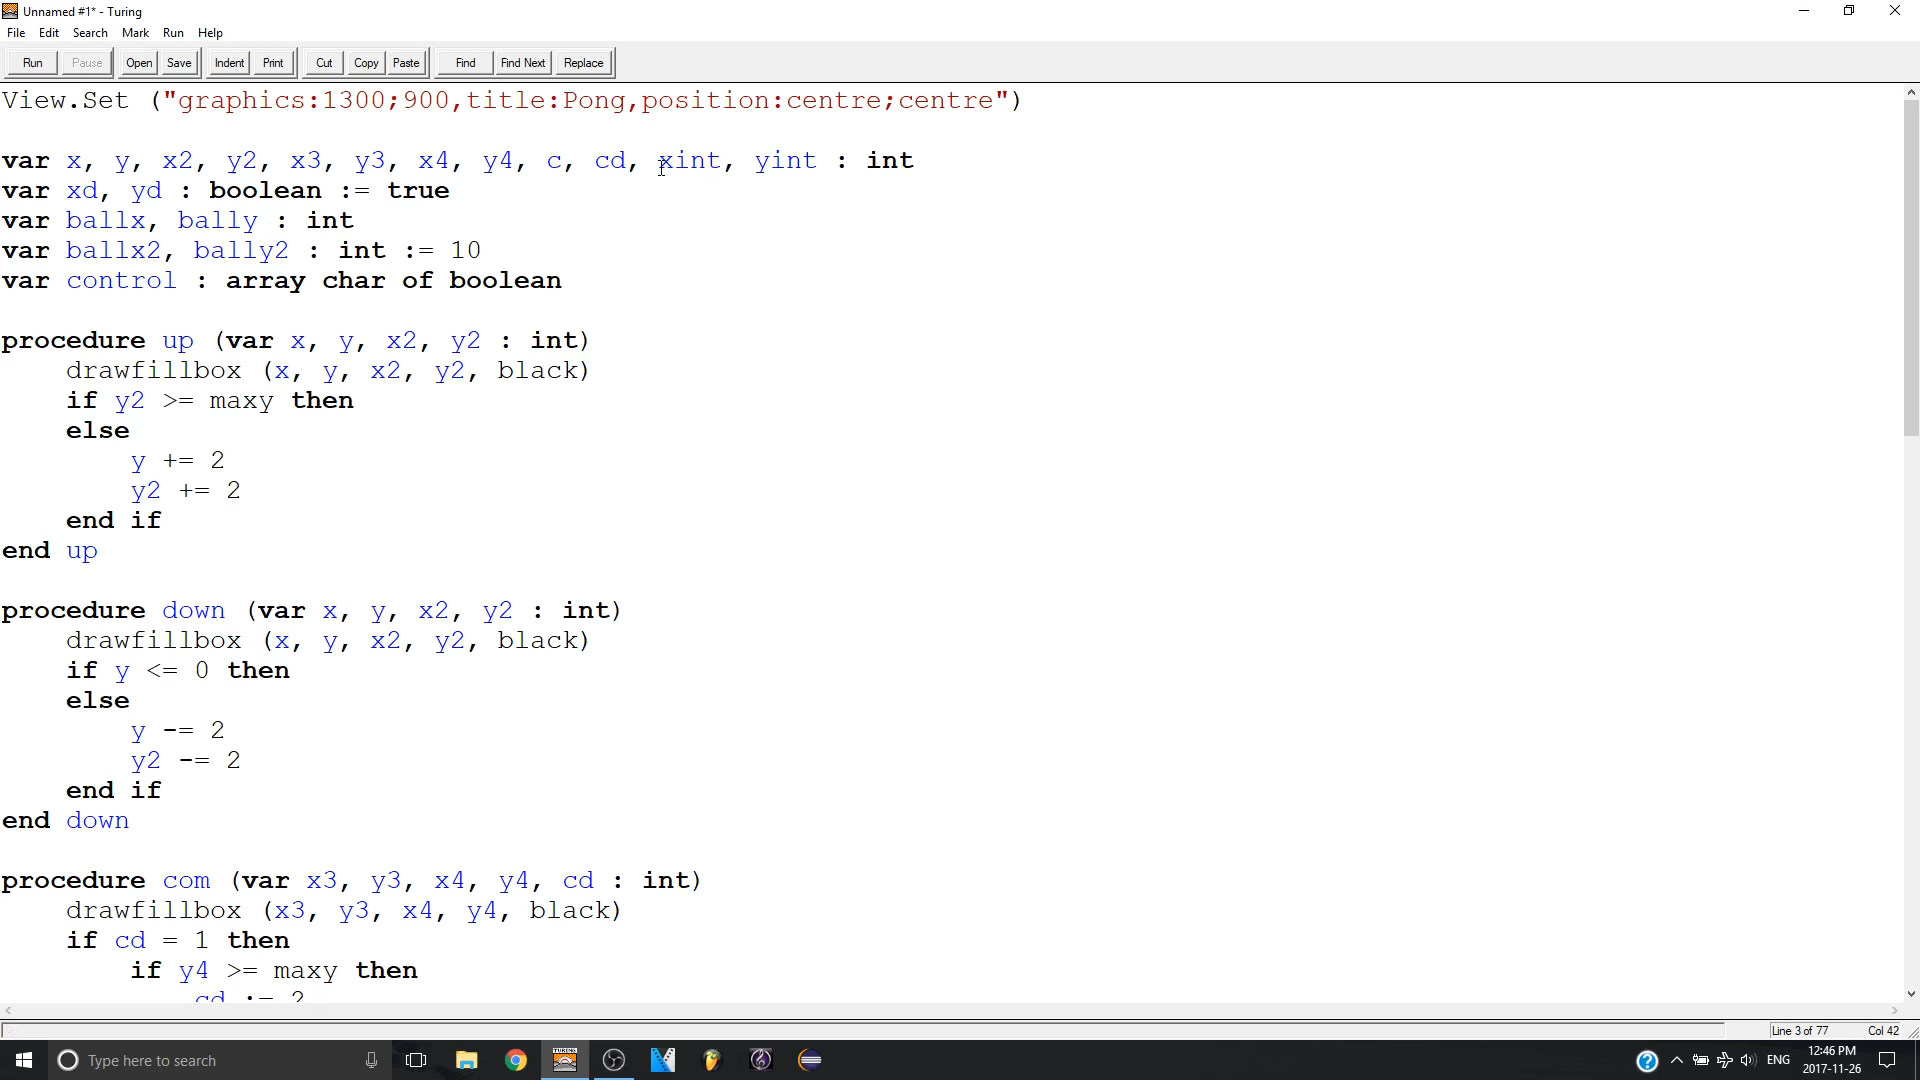 Unnamed #1* - Turing
File Edit Search Mark Run Help
Run Pause Open Save Indent Print Cut Copy Paste Find Find Next Replace
View.Set ("graphics:1300;900,title:Pong,position:centre;centre")
var x, y, x2, y2, x3, y3, x4, y4, c, cd, xint, yint : int
var xd, yd : boolean := true
var ballx, bally : int
var ballx2, bally2 : int := 10
var control : array char of boolean
procedure up (var x, y, x2, y2 : int)
drawfillbox (x, y, x2, y2, black)
if y2 >= maxy then
else
y += 2
y2 += 2
end if
end up
procedure down (var x, y, x2, y2 : int)
drawfillbox (x, y, x2, y2, black)
if y <= 0 then
else
y -= 2
y2 -= 2
end if
end down
procedure com (var x3, y3, x4, y4, cd : int)
drawfillbox (x3, y3, x4, y4, black)
if cd = 1 then
if y4 >= maxy then
cd := 2
Line 3 of 77 Col 42
Type here to search
TURING
ENG
12:46 PM
2017-11-26